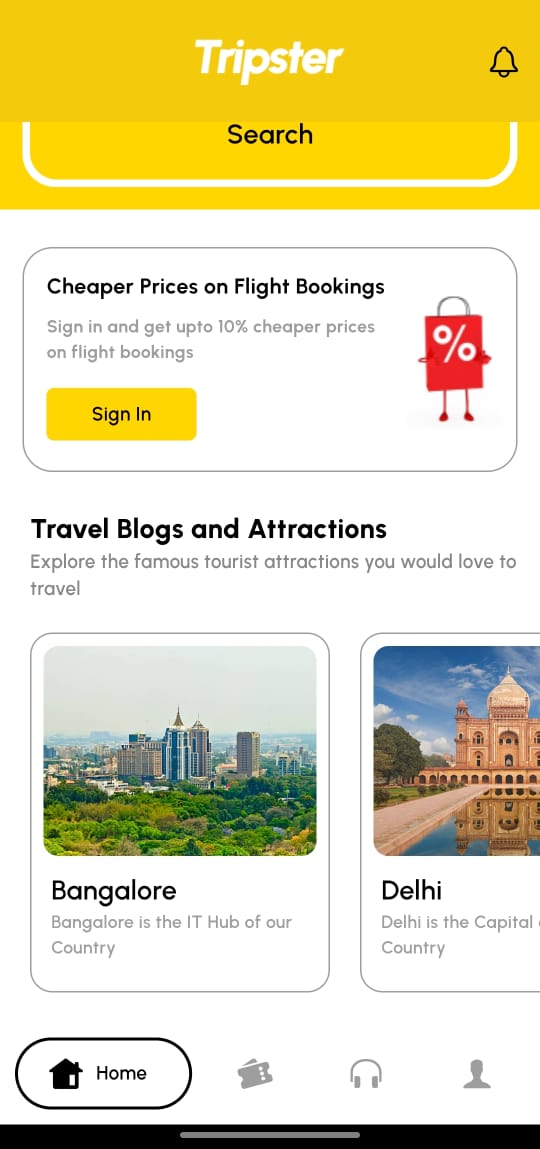 Tripster
Search
Cheaper Prices on Flight Bookings
Sign in and get upto 10% cheaper prices
on flight bookings
%
Sign In
Travel Blogs and Attractions
Explore the famous tourist attractions you would love to
travel
Bangalore
Bangalore is the IT Hub of our
Country
Delhi
Delhi is the Capital
Country
Home